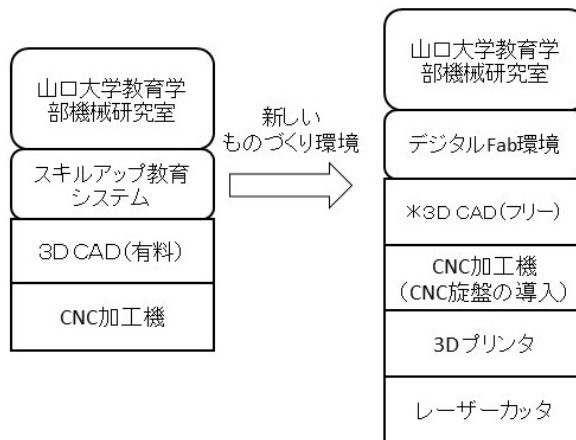 山口大学教育学
部機械研究室
スキルアップ教育
システム
3D CAD(有料)
CNC加工機
新しい
ものづくり環境
山口大学教育学
部機械研究室
デジタルFab環境
*3D CAD(フリー)
CNC加工機
(CNC旋盤の導入)
3Dプリンタ
レーザーカッタ